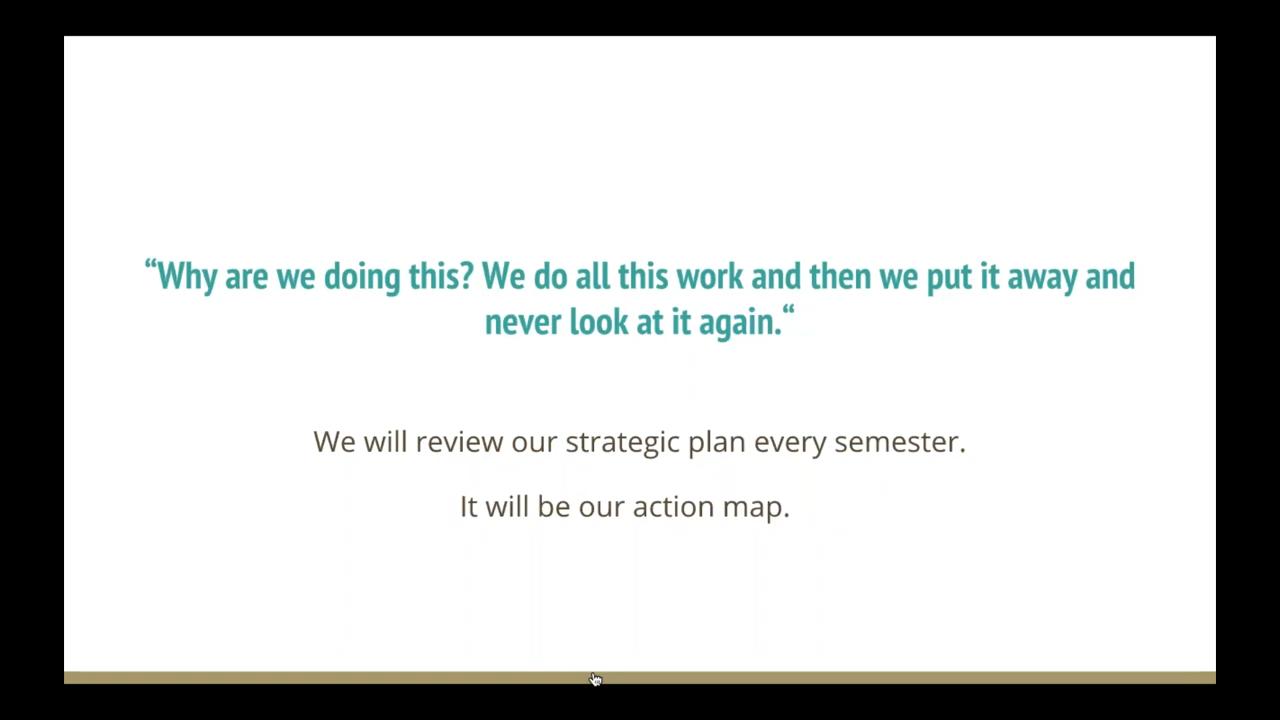 “Why are we doing this? We do all this work and then we put it away and
never look at it again.“
We will review our strategic plan every semester.
It will be our action map.